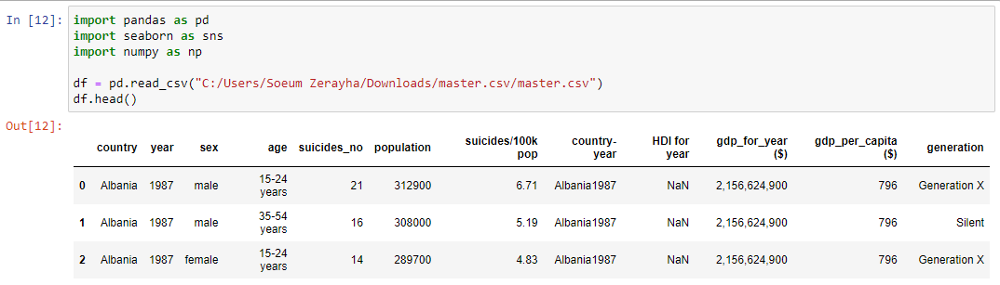 In [12]: import pandas as pd
import seaborn as sns
import numpy as np
df = pd.read_csv("C:/Users/Soeum Zerayha/Downloads/master.csv/master.csv")
df.head()
Out[12]:
country year sex age suicides_no population suicides/100k pop country-year HDI for year gdp_for_year ($) gdp_per_capita ($) generation
0 Albania 1987 male 15-24 years 21 312900 6.71 Albania1987 NaN 2,156,624,900 796 Generation X
1 Albania 1987 male 35-54 years 16 308000 5.19 Albania1987 NaN 2,156,624,900 796 Silent
2 Albania 1987 female 15-24 years 14 289700 4.83 Albania1987 NaN 2,156,624,900 796 Generation X